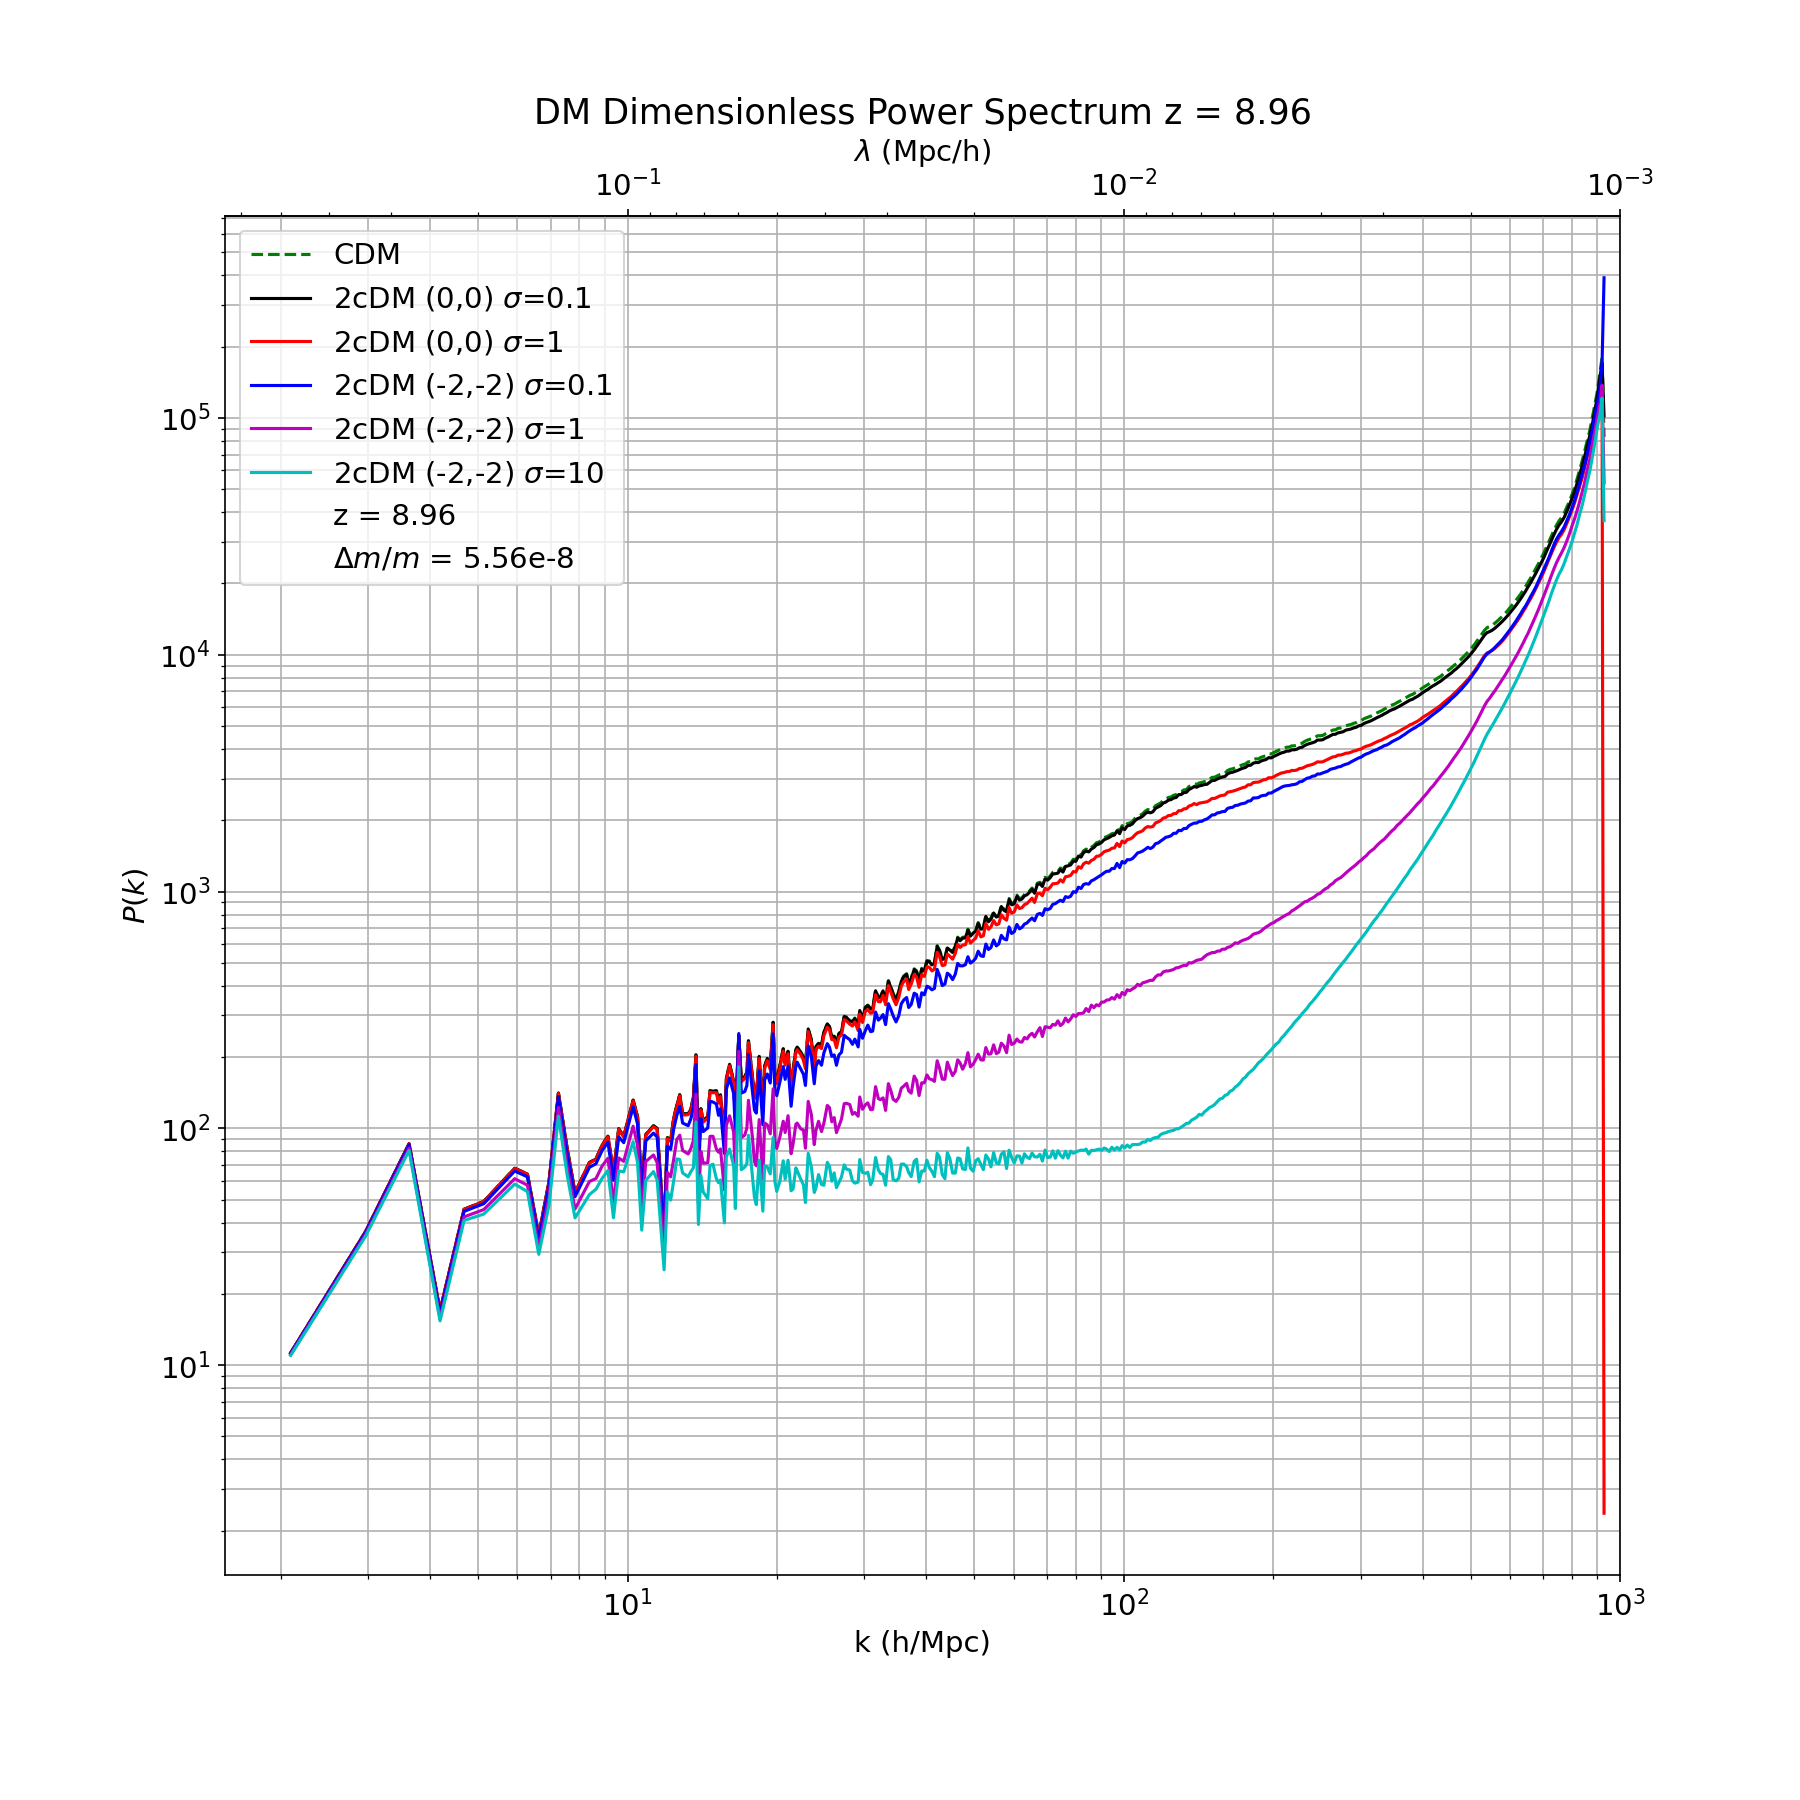 DM Dimensionless Power Spectrum z = 8.96
λ (Mpc/h)
10⁻¹ 10⁻² 10⁻³
CDM
2cDM (0,0) σ=0.1
2cDM (0,0) σ=1
2cDM (-2,-2) σ=0.1
2cDM (-2,-2) σ=1
2cDM (-2,-2) σ=10
z = 8.96
Δm/m = 5.56e-8
10⁵
10⁴
10³
10²
10¹
P(k)
10¹ 10² 10³
k (h/Mpc)